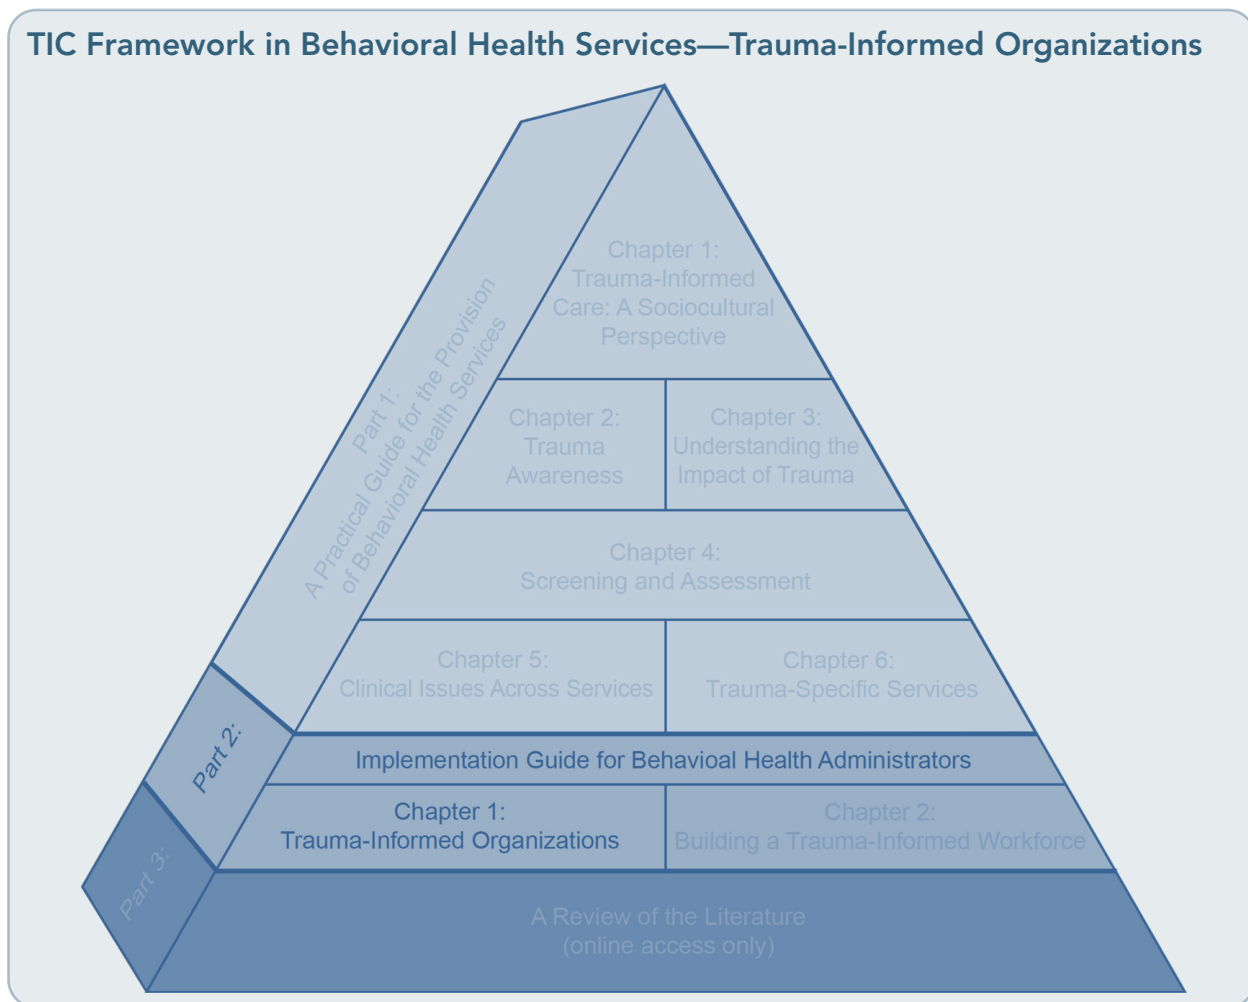 TIC Framework in Behavioral Health Services—Trauma-Informed Organizations
Part 1:
A Practical Guide for the Provision
of Behavioral Health Services
Chapter 1:
Trauma-Informed
Care: A Sociocultural
Perspective
Chapter 2:
Trauma
Awareness
Chapter 3:
Understanding the
Impact of Trauma
Chapter 4:
Screening and Assessment
Chapter 5:
Clinical Issues Across Services
Chapter 6:
Trauma-Specific Services
Part 2:
Implementation Guide for Behavioal Health Administrators
Chapter 1:
Trauma-Informed Organizations
Chapter 2:
Building a Trauma-Informed Workforce
Part 3:
A Review of the Literature
(online access only)